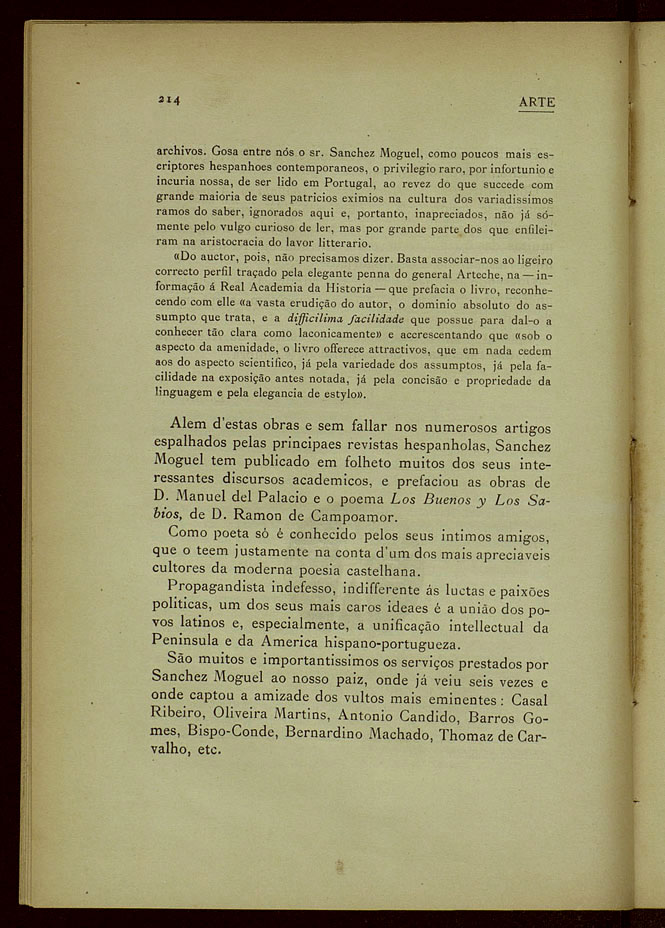 214
ARTE
archivos. Gosa entre nós o sr. Sanchez Moguel, como poucos mais es-
criptores hespanhoes contemporaneos, o privilegio raro, por infortunio e
incuria nossa, de ser lido em Portugal, ao revez do que succede com
grande maioria de seus patricios eximios na cultura dos variadissimos
ramos do saber, ignorados aqui e, portanto, inapreciados, não já só-
mente pelo vulgo curioso de ler, mas por grande parte dos que enfilei-
ram na aristocracia do lavor litterario.
«Do auctor, pois, não precisamos dizer. Basta associar-nos ao ligeiro
correcto perfil traçado pela elegante penna do general Arteche, na — in-
formação á Real Academia da Historia — que prefacia o livro, reconhe-
cendo com elle «a vasta erudição do autor, o dominio absoluto do as-
sumpto que trata, e a difficilima facilidade que possue para dal-o a
conhecer tão clara como laconicamente» e accrescentando que «sob o
aspecto da amenidade, o livro offerece attractivos, que em nada cedem
aos do aspecto scientifico, já pela variedade dos assumptos, já pela fa-
cilidade na exposição antes notada, já pela concisão e propriedade da
linguagem e pela elegancia de estylo».
Alem d'estas obras e sem fallar nos numerosos artigos
espalhados pelas principaes revistas hespanholas, Sanchez
Moguel tem publicado em folheto muitos dos seus inte-
ressantes discursos academicos, e prefaciou as obras de
D. Manuel del Palacio e o poema Los Buenos y Los Sa-
bios, de D. Ramon de Campoamor.
Como poeta só é conhecido pelos seus intimos amigos,
que o teem justamente na conta d'um dos mais apreciaveis
cultores da moderna poesia castelhana.
Propagandista indefesso, indifferente ás luctas e paixões
politicas, um dos seus mais caros ideaes é a união dos po-
vos latinos e, especialmente, a unificação intellectual da
Peninsula e da America hispano-portugueza.
São muitos e importantissimos os serviços prestados por
Sanchez Moguel ao nosso paiz, onde já veiu seis vezes e
onde captou a amizade dos vultos mais eminentes : Casal
Ribeiro, Oliveira Martins, Antonio Candido, Barros Go-
mes, Bispo-Conde, Bernardino Machado, Thomaz de Car-
valho, etc.